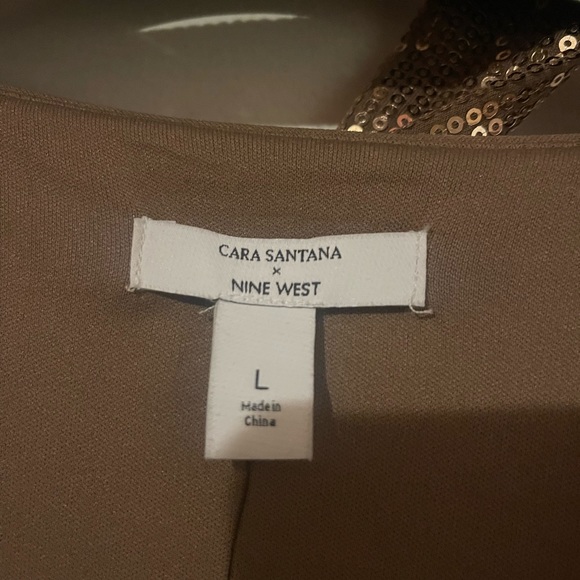 CARA SANTANA
×
NINE WEST
L
Made in
China